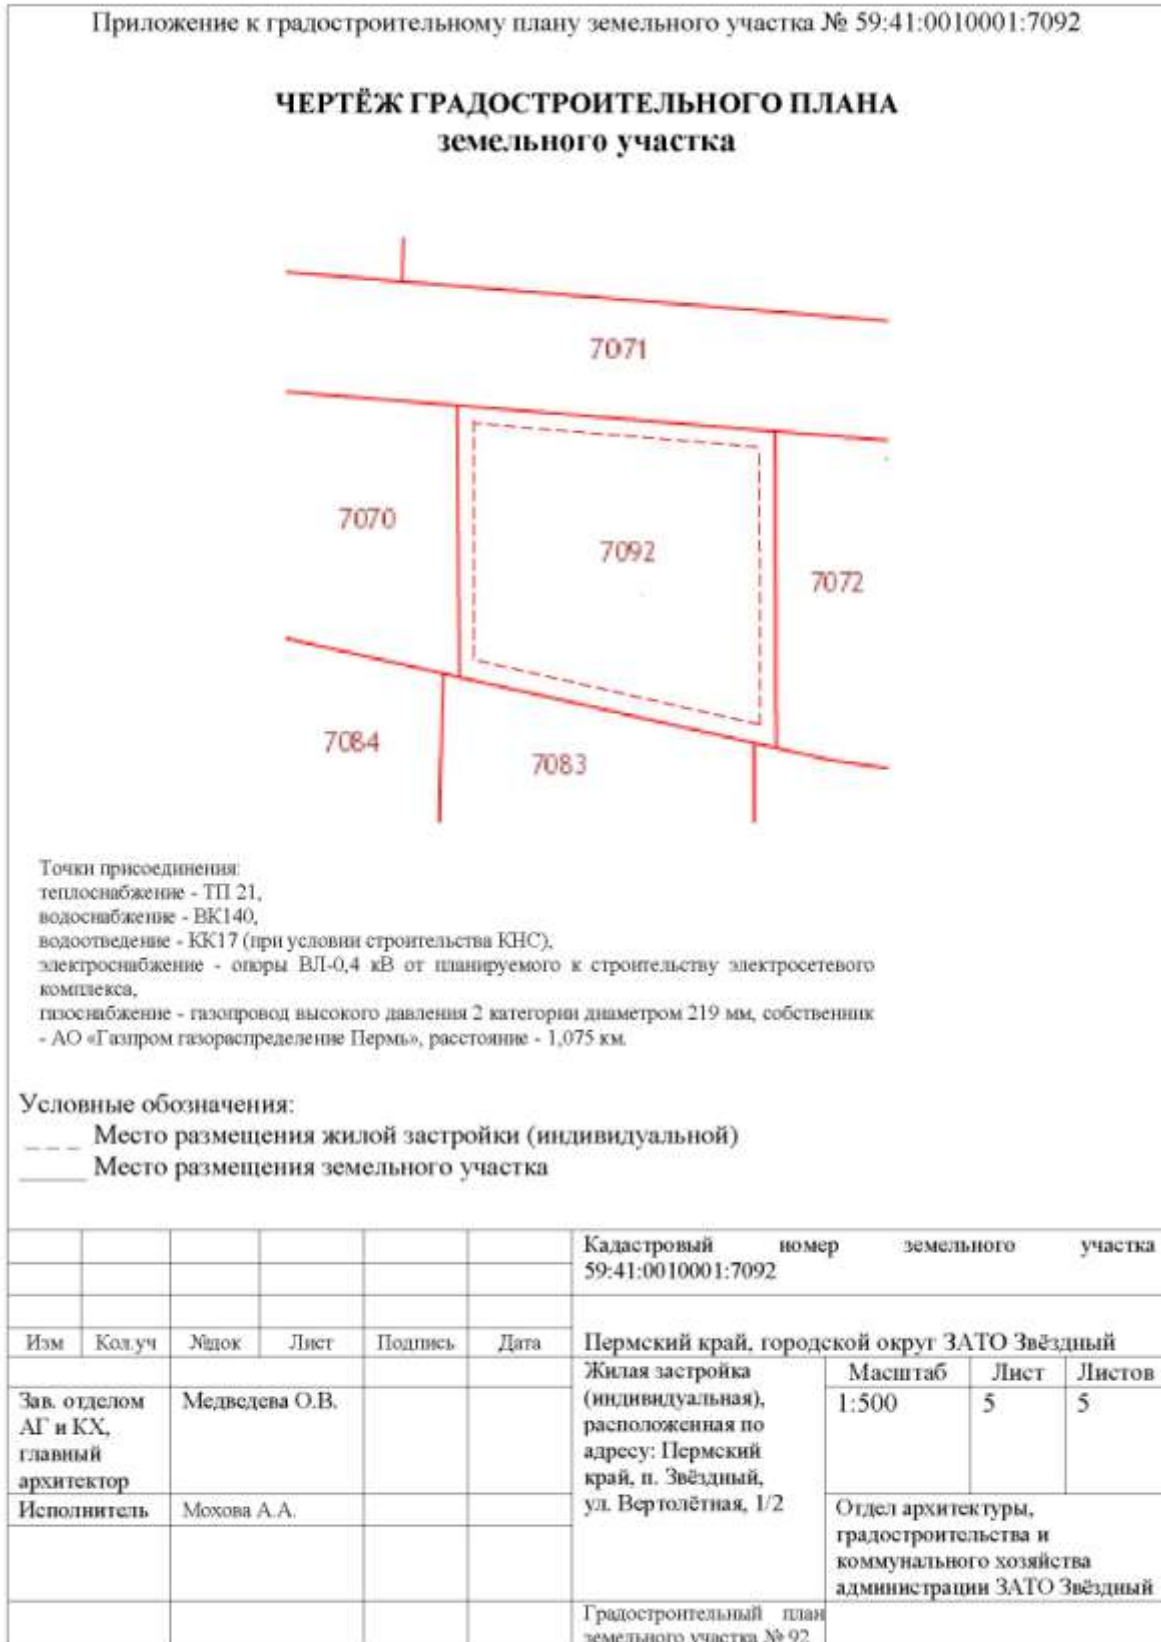 Приложение к градостроительному плану земельного участка № 59:41:0010001:7092
ЧЕРТЁЖ ГРАДОСТРОИТЕЛЬНОГО ПЛАНА
земельного участка
7071
7070
7092
7072
7084
7083
Точки присоединения:
теплоснабжение - ТП 21,
водоснабжение - ВК140,
водоотведение - КК17 (при условии строительства КНС),
электроснабжение - опоры ВЛ-0,4 кВ от планируемого к строительству электросетевого
комплекса,
газоснабжение - газопровод высокого давления 2 категории диаметром 219 мм, собственник
- АО «Газпром газораспределение Пермь», расстояние - 1,075 км.
Условные обозначения:
_ _ _ Место размещения жилой застройки (индивидуальной)
_____ Место размещения земельного участка
Кадастровый номер земельного участка
59:41:0010001:7092
Изм Кол.уч №док Лист Подпись Дата
Пермский край, городской округ ЗАТО Звёздный
Зав. отделом
АГ и КХ,
главный
архитектор
Медведева О.В.
Исполнитель Мохова А.А.
Жилая застройка
(индивидуальная),
расположенная по
адресу: Пермский
край, п. Звёздный,
ул. Вертолётная, 1/2
Масштаб Лист Листов
1:500 5 5
Отдел архитектуры,
градостроительства и
коммунального хозяйства
администрации ЗАТО Звёздный
Градостроительный план
земельного участка № 92